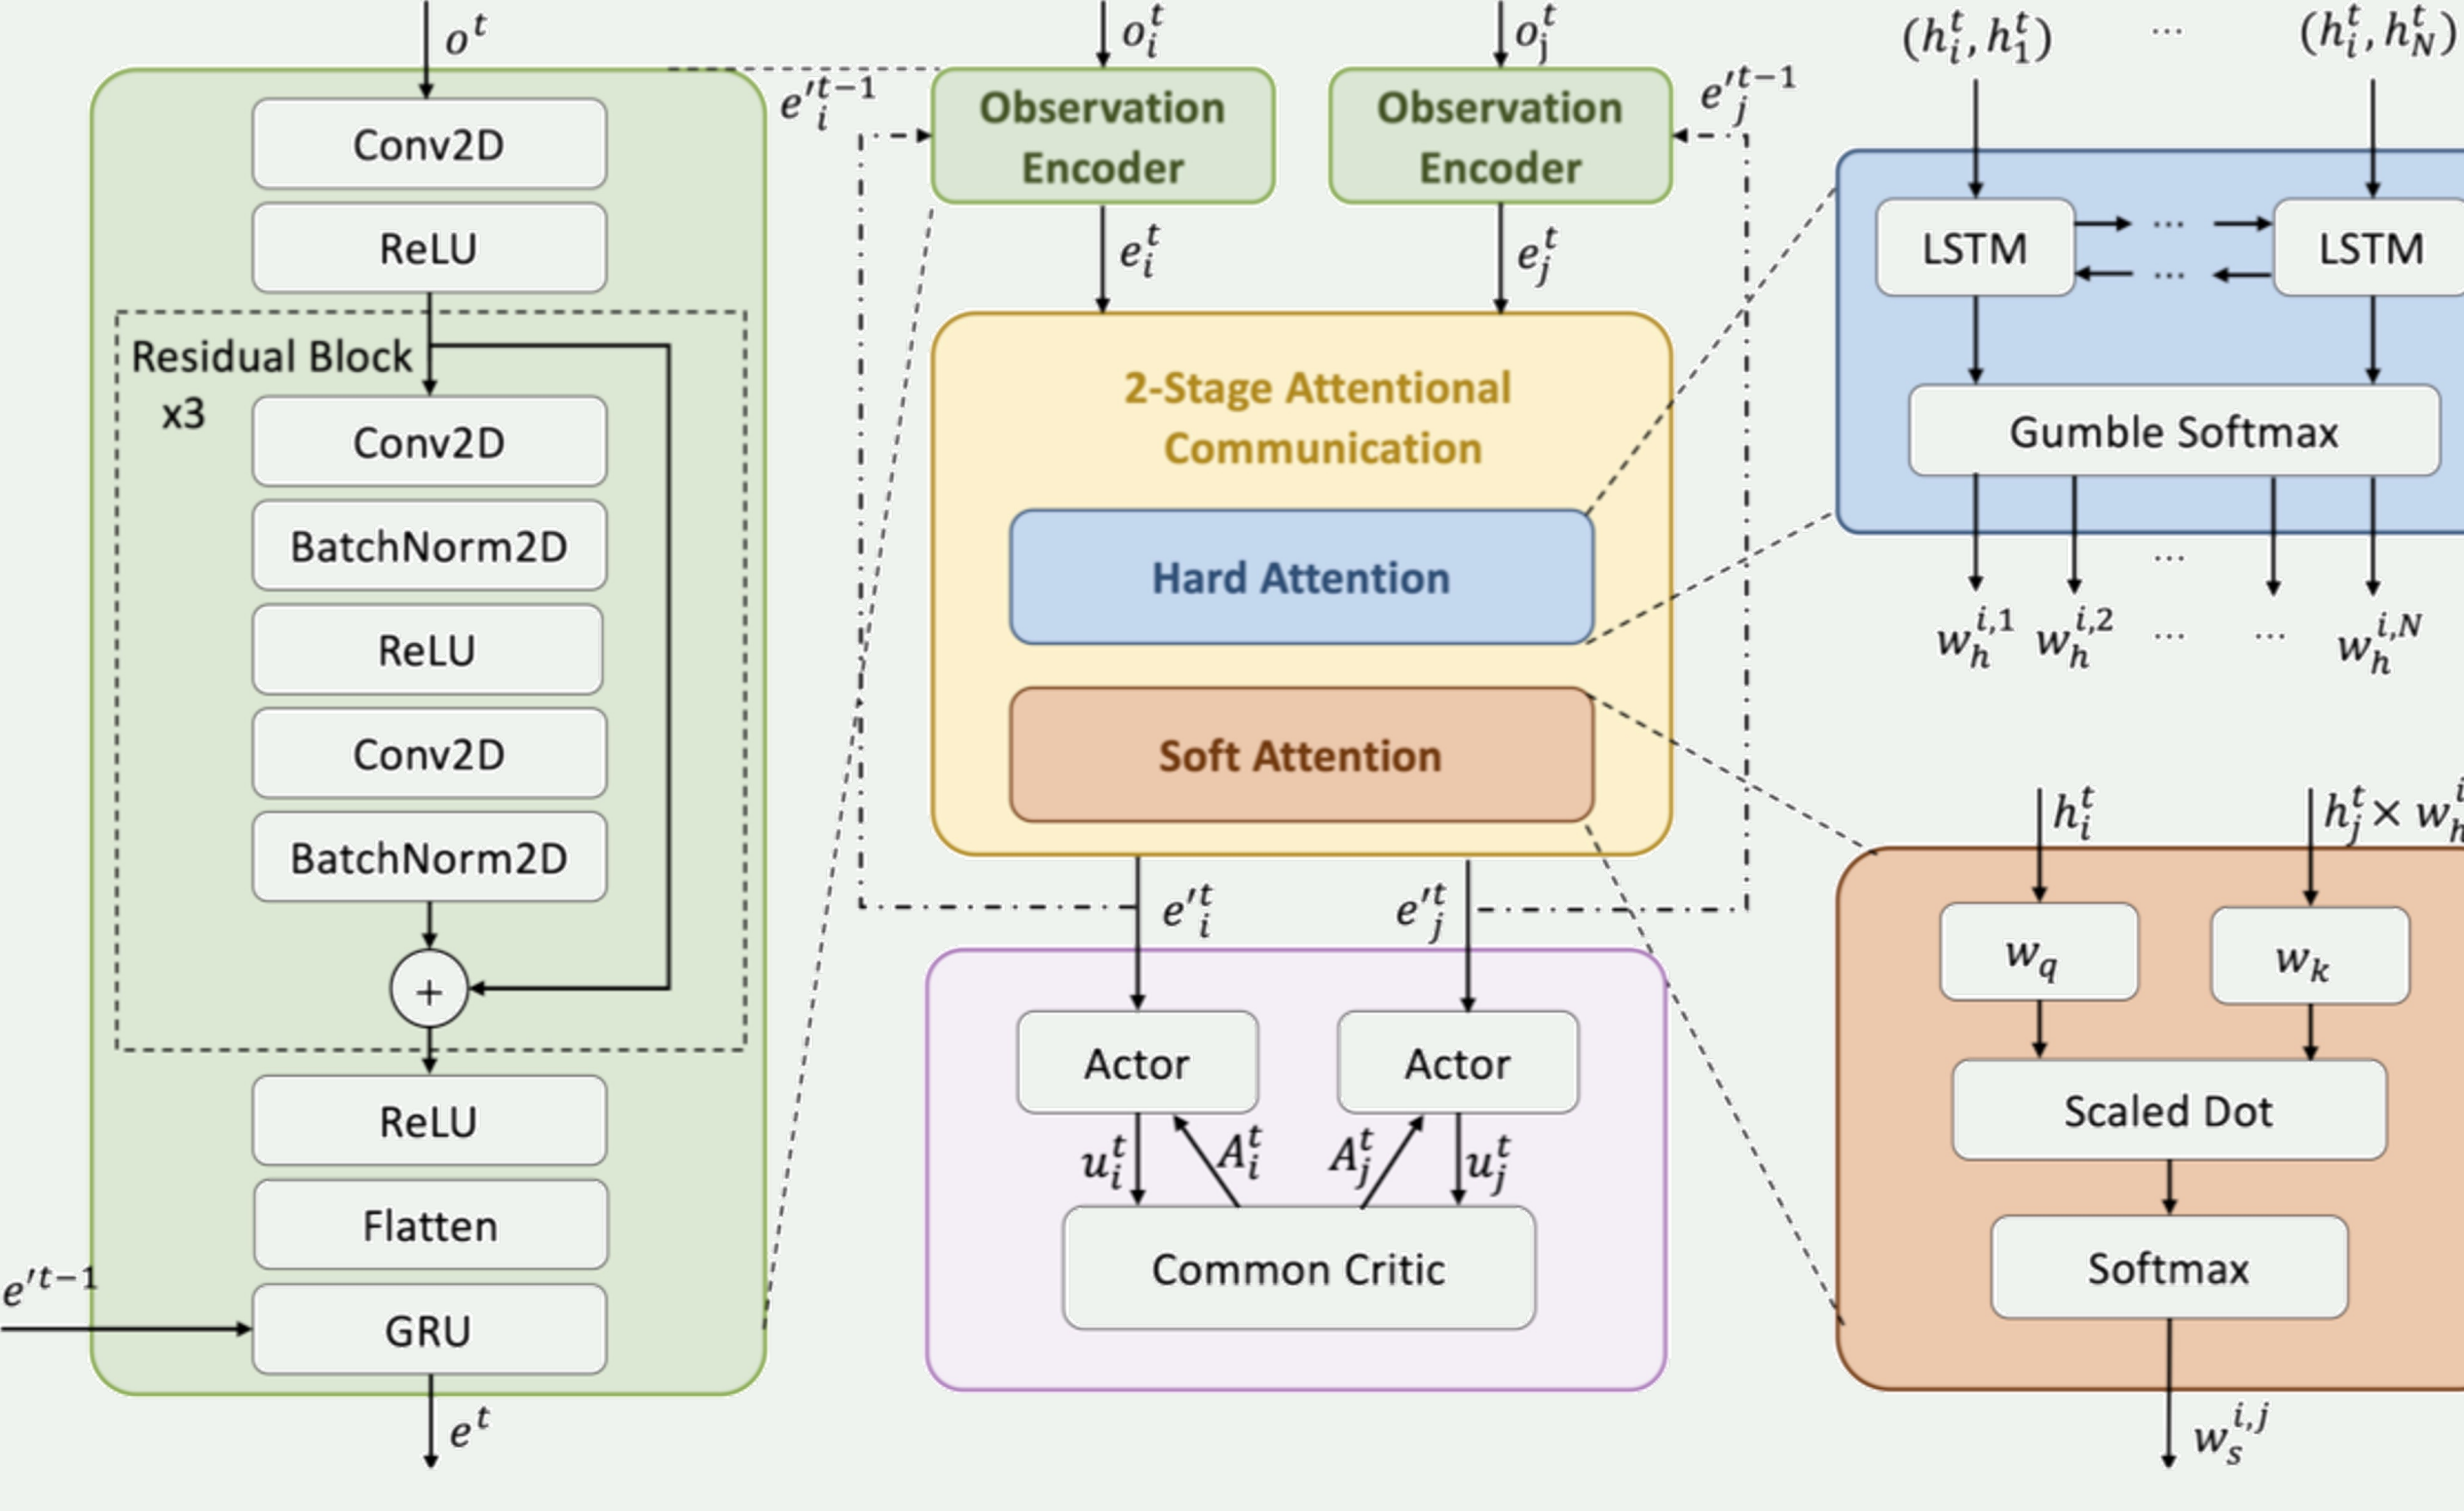 o^t
Conv2D
ReLU
Residual Block
x3
Conv2D
BatchNorm2D
ReLU
Conv2D
BatchNorm2D
+
ReLU
Flatten
e'^{t-1}
GRU
e^t
o_i^t
o_j^t
e'_i^{t-1}
e'_j^{t-1}
Observation
Encoder
Observation
Encoder
e_i^t
e_j^t
2-Stage Attentional
Communication
Hard Attention
Soft Attention
e'_i^t
e'_j^t
Actor
Actor
u_i^t
A_i^t
A_j^t
u_j^t
Common Critic
(h_i^t, h_1^t) ... (h_i^t, h_N^t)
LSTM ... LSTM
...
Gumble Softmax
...
w_h^{i,1} w_h^{i,2} ... ... w_h^{i,N}
h_i^t
h_j^t × w_h^i
w_q
w_k
Scaled Dot
Softmax
w_s^{i,j}